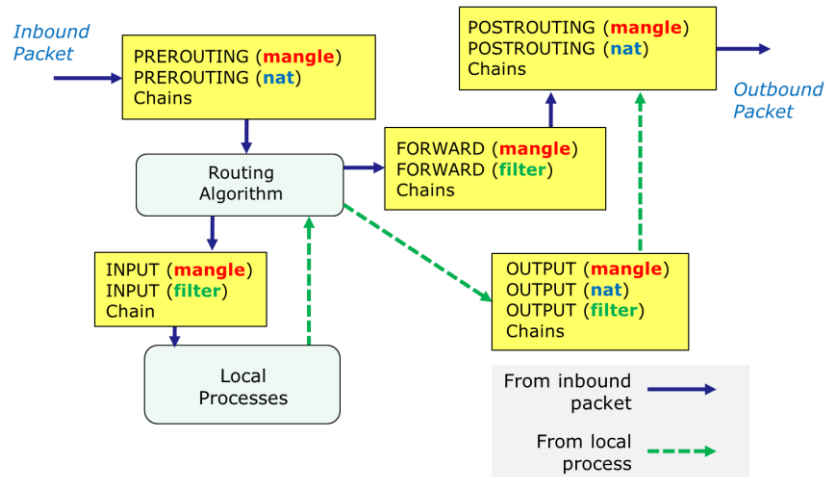 Inbound
Packet
PREROUTING (mangle)
PREROUTING (nat)
Chains
POSTROUTING (mangle)
POSTROUTING (nat)
Chains
Outbound
Packet
FORWARD (mangle)
FORWARD (filter)
Chains
Routing
Algorithm
INPUT (mangle)
INPUT (filter)
Chain
OUTPUT (mangle)
OUTPUT (nat)
OUTPUT (filter)
Chains
Local
Processes
From inbound
packet
From local
process